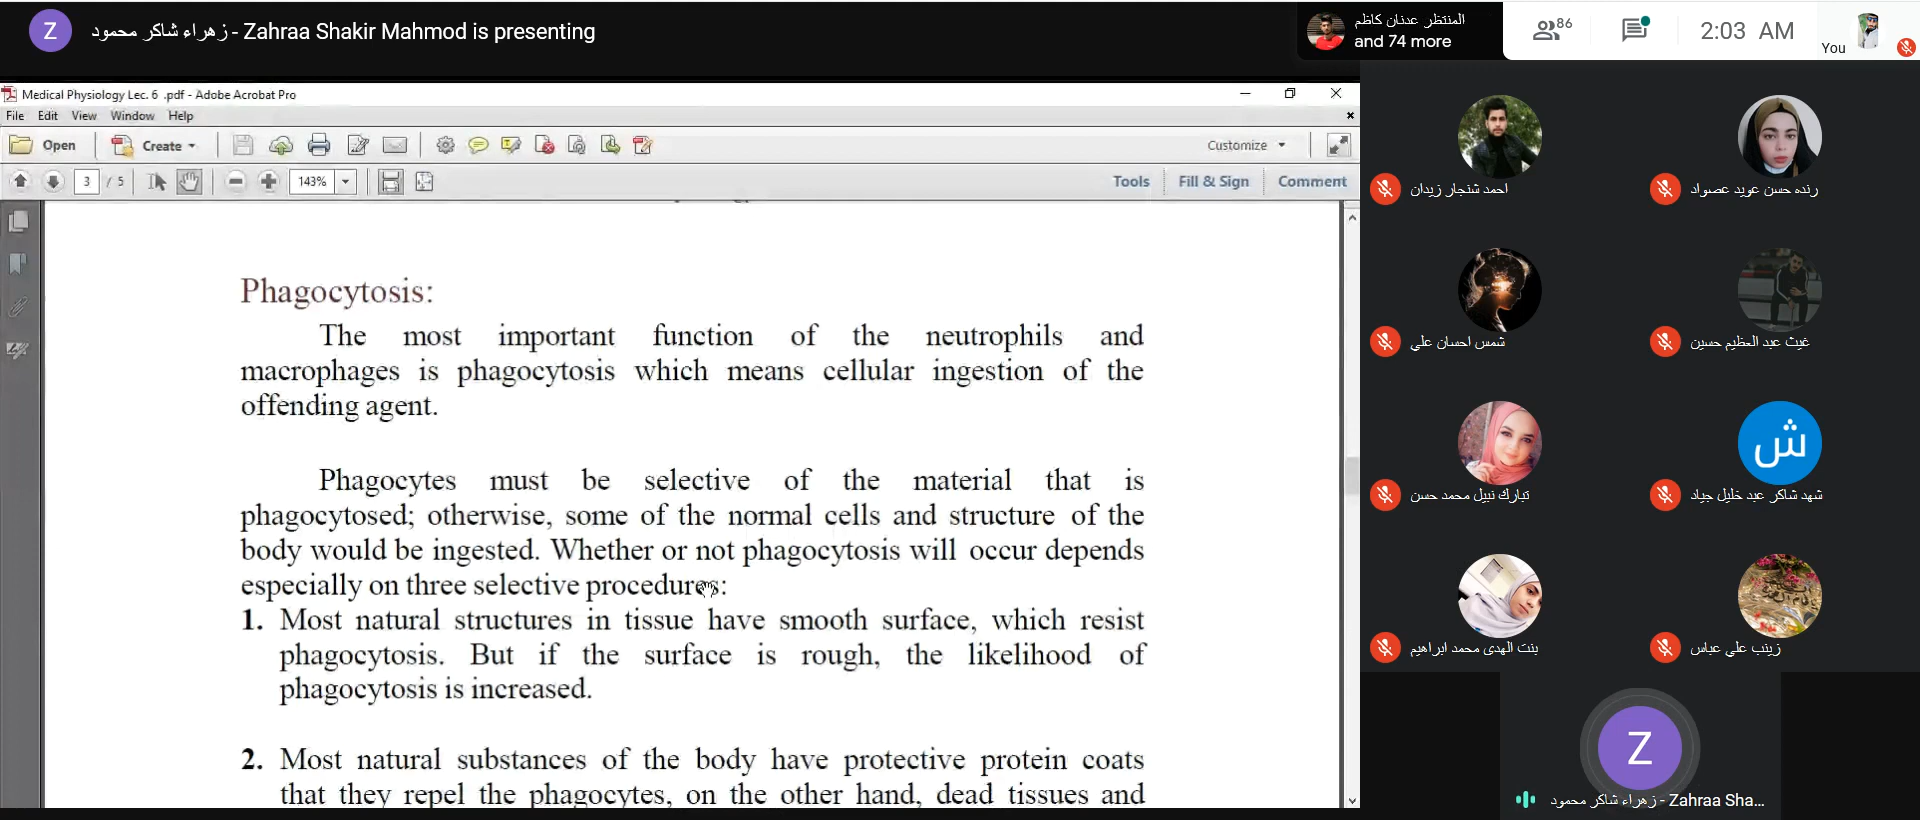 Z
زهراء شاكر محمود - Zahraa Shakir Mahmod is presenting
المنتظر عدنان كاظم
and 74 more
86
2:03 AM
You
Medical Physiology Lec. 6 .pdf - Adobe Acrobat Pro
File Edit View Window Help
Open Create Customize
3 / 5 143% Tools Fill & Sign Comment
Phagocytosis:
The most important function of the neutrophils and
macrophages is phagocytosis which means cellular ingestion of the
offending agent.
Phagocytes must be selective of the material that is
phagocytosed; otherwise, some of the normal cells and structure of the
body would be ingested. Whether or not phagocytosis will occur depends
especially on three selective procedures:
1. Most natural structures in tissue have smooth surface, which resist
phagocytosis. But if the surface is rough, the likelihood of
phagocytosis is increased.
2. Most natural substances of the body have protective protein coats
that they repel the phagocytes, on the other hand, dead tissues and
احمد شنجار زيدان
رنده حسن عويد عصواد
شمس احسان علي
غيث عبد العظيم حسين
ش
تبارك نبيل محمد حسن
شهد شاكر عبد خليل جياد
بنت الهدى محمد ابراهيم
زينب علي عباس
Z
زهراء شاكر محمود - Zahraa Sha...